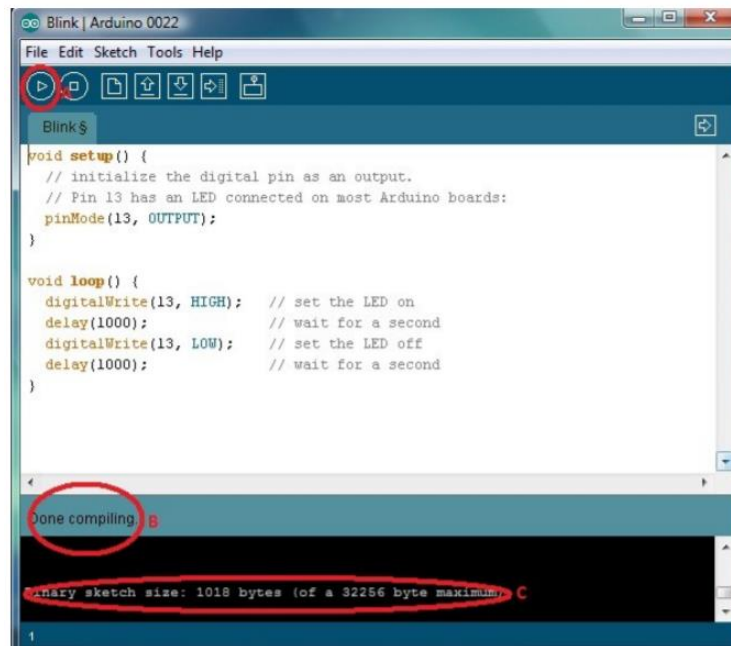 Blink | Arduino 0022
File Edit Sketch Tools Help
A
Blink §
void setup() {
  // initialize the digital pin as an output.
  // Pin 13 has an LED connected on most Arduino boards:
  pinMode(13, OUTPUT);
}
void loop() {
  digitalWrite(13, HIGH);   // set the LED on
  delay(1000);              // wait for a second
  digitalWrite(13, LOW);    // set the LED off
  delay(1000);              // wait for a second
}
Done compiling. B
Binary sketch size: 1018 bytes (of a 32256 byte maximum) C
1